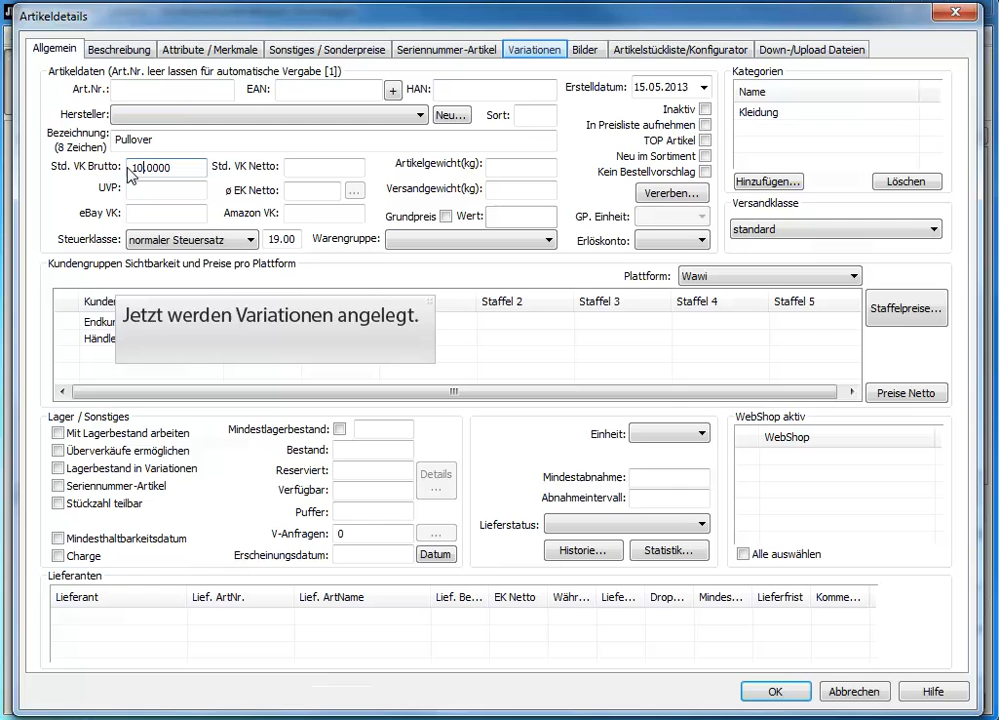 Artikeldetails
Allgemein Beschreibung Attribute / Merkmale Sonstiges / Sonderpreise Seriennummer-Artikel Variationen Bilder Artikelstückliste/Konfigurator Down-/Upload Dateien
Artikeldaten (Art.Nr. leer lassen für automatische Vergabe [1])
Art.Nr.: EAN: + HAN: Erstelldatum: 15.05.2013
Hersteller: Neu... Sort: Inaktiv
Bezeichnung: Pullover In Preisliste aufnehmen
(8 Zeichen) TOP Artikel
Std. VK Brutto: 10.0000 Std. VK Netto: Artikelgewicht(kg): Neu im Sortiment
Kein Bestellvorschlag
UVP: ø EK Netto: ... Versandgewicht(kg): Vererben...
eBay VK: Amazon VK: Grundpreis Wert: GP. Einheit:
Steuerklasse: normaler Steuersatz 19.00 Warengruppe: Erlöskonto:
Kategorien
Name
Kleidung
Hinzufügen... Löschen
Versandklasse
standard
Kundengruppen Sichtbarkeit und Preise pro Plattform
Plattform: Wawi
Staffel 2 Staffel 3 Staffel 4 Staffel 5
Jetzt werden Variationen angelegt.
Staffelpreise...
Preise Netto
Lager / Sonstiges
Mit Lagerbestand arbeiten
Überverkäufe ermöglichen
Lagerbestand in Variationen
Seriennummer-Artikel
Stückzahl teilbar
Mindesthaltbarkeitsdatum
Charge
Mindestlagerbestand:
Bestand:
Reserviert: Details
Verfügbar: ...
Puffer:
V-Anfragen: 0 ...
Erscheinungsdatum: Datum
Einheit:
Mindestabnahme:
Abnahmeintervall:
Lieferstatus:
Historie... Statistik...
WebShop aktiv
WebShop
Alle auswählen
Lieferanten
Lieferant Lief. ArtNr. Lief. ArtName Lief. Be... EK Netto Währ... Liefe... Drop... Mindes... Lieferfrist Komme...
OK Abbrechen Hilfe